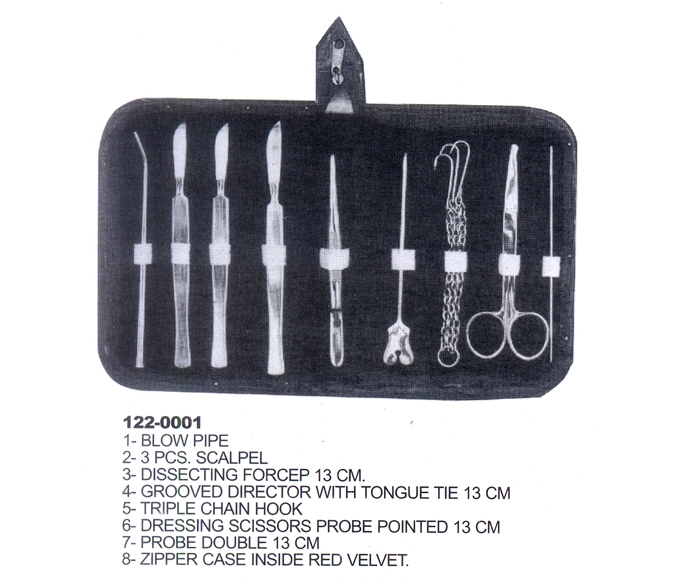 122-0001
1- BLOW PIPE
2- 3 PCS. SCALPEL
3- DISSECTING FORCEP 13 CM.
4- GROOVED DIRECTOR WITH TONGUE TIE 13 CM
5- TRIPLE CHAIN HOOK
6- DRESSING SCISSORS PROBE POINTED 13 CM
7- PROBE DOUBLE 13 CM
8- ZIPPER CASE INSIDE RED VELVET.